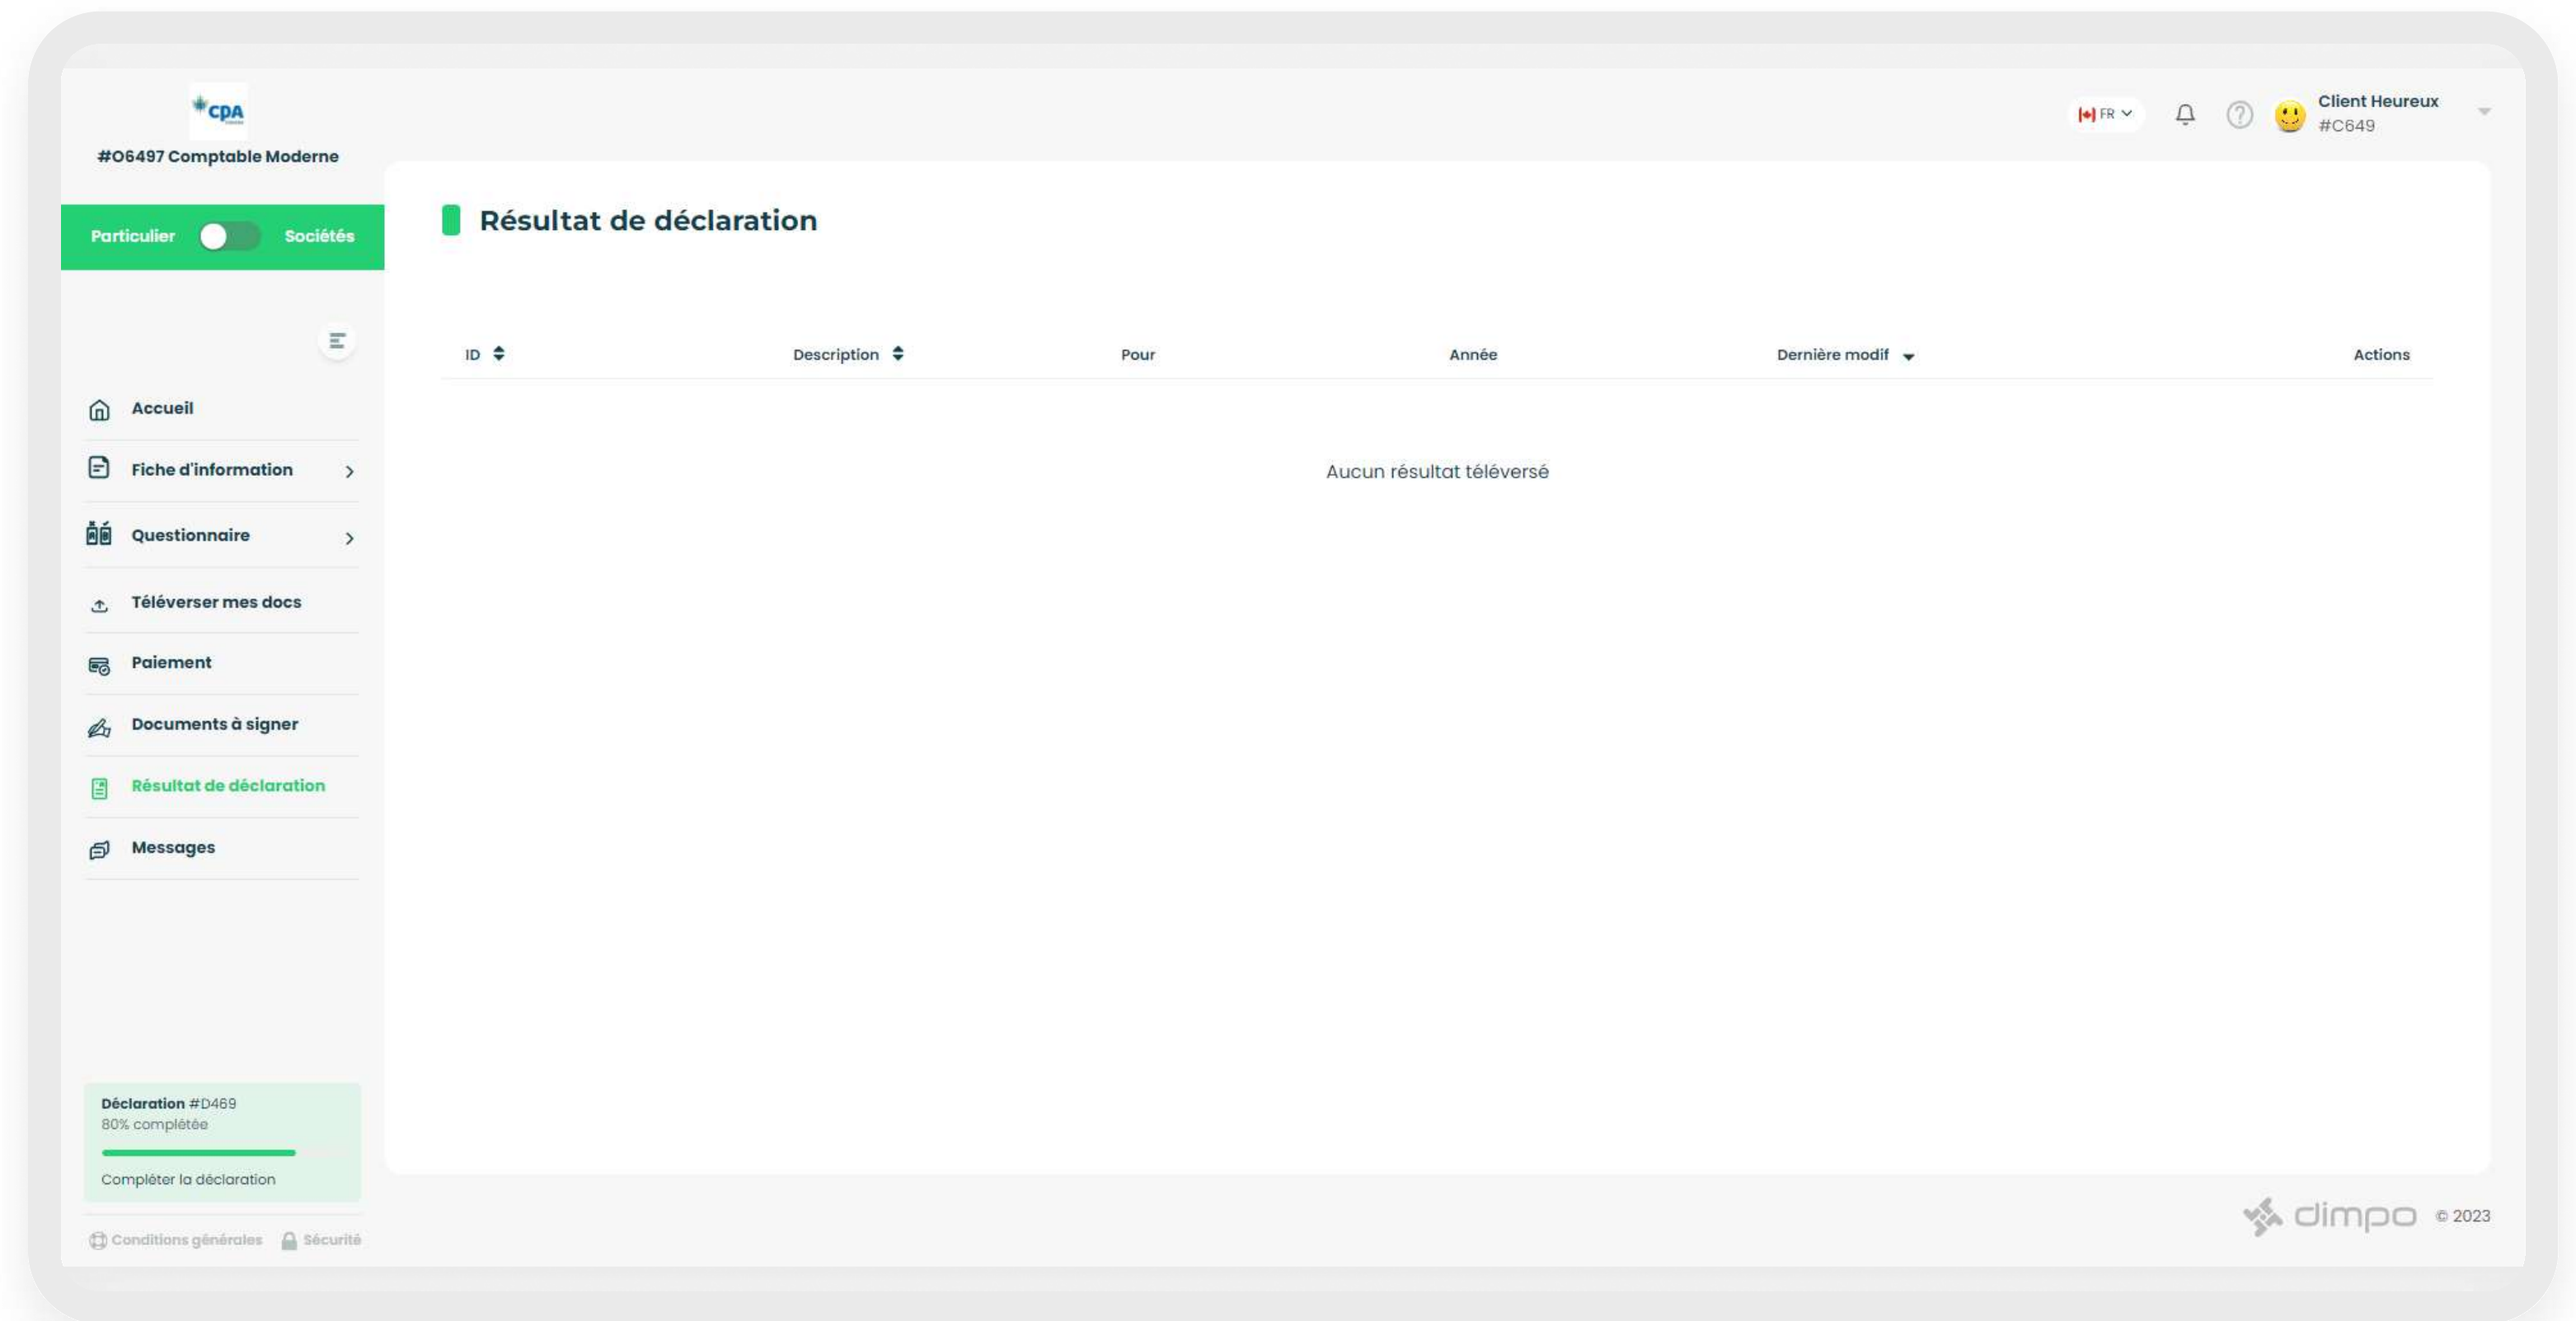 CPA
#O6497 Comptable Moderne
FR
Client Heureux
#C649
Particulier Sociétés
Résultat de déclaration
ID Description Pour Année Dernière modif Actions
Aucun résultat téléversé
Accueil
Fiche d'information
Questionnaire
Téléverser mes docs
Paiement
Documents à signer
Résultat de déclaration
Messages
Déclaration #D469
80% complétée
Compléter la déclaration
Conditions générales Sécurité
dimpo © 2023